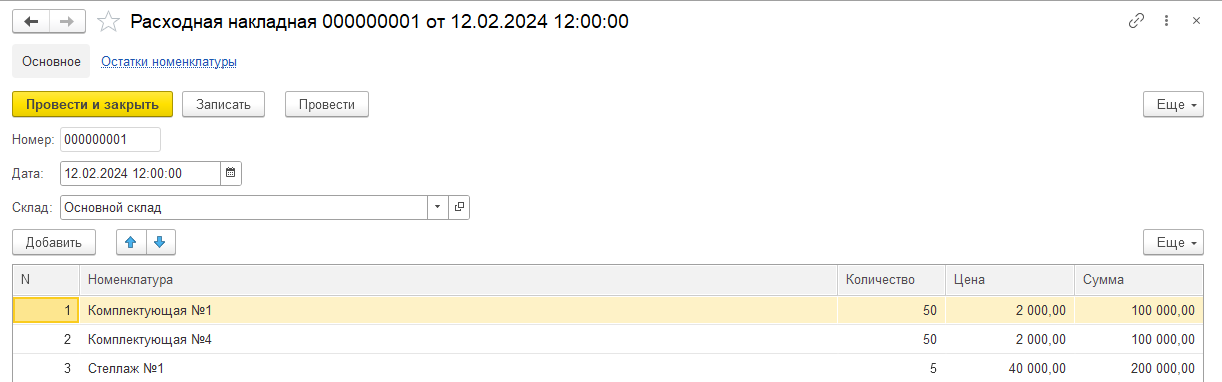 Расходная накладная 000000001 от 12.02.2024 12:00:00
Основное Остатки номенклатуры
Провести и закрыть Записать Провести Еще
Номер: 000000001
Дата: 12.02.2024 12:00:00
Склад: Основной склад
Добавить Еще
N Номенклатура Количество Цена Сумма
1 Комплектующая №1 50 2 000,00 100 000,00
2 Комплектующая №4 50 2 000,00 100 000,00
3 Стеллаж №1 5 40 000,00 200 000,00